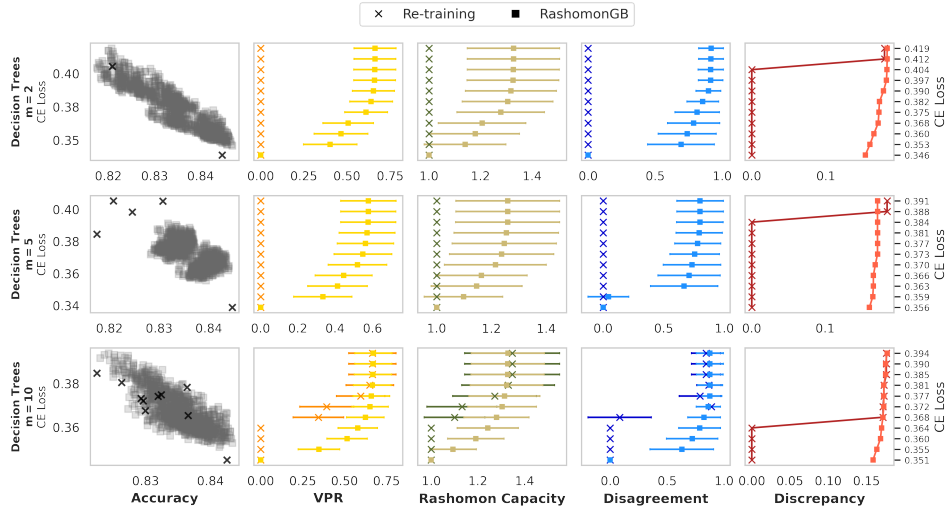 Re-training RashomonGB
Decision Trees
m = 2
CE Loss
0.40
0.38
0.35
0.82 0.83 0.84
0.00 0.25 0.50 0.75
1.0 1.2 1.4
0.0 0.5 1.0
0.0 0.1
0.419
0.412
0.404
0.397
0.390
0.382
0.375
0.368
0.360
0.353
0.346
CE Loss
Decision Trees
m = 5
CE Loss
0.40
0.38
0.36
0.34
0.82 0.83 0.84
0.0 0.2 0.4 0.6
1.0 1.2 1.4
0.0 0.5 1.0
0.0 0.1
0.391
0.388
0.384
0.381
0.377
0.373
0.370
0.366
0.363
0.359
0.356
CE Loss
Decision Trees
m = 10
CE Loss
0.38
0.36
0.83 0.84
0.00 0.25 0.50 0.75
1.0 1.2 1.4
0.0 0.5 1.0
0.00 0.05 0.10 0.15
0.394
0.390
0.385
0.381
0.377
0.372
0.368
0.364
0.360
0.355
0.351
CE Loss
Accuracy VPR Rashomon Capacity Disagreement Discrepancy